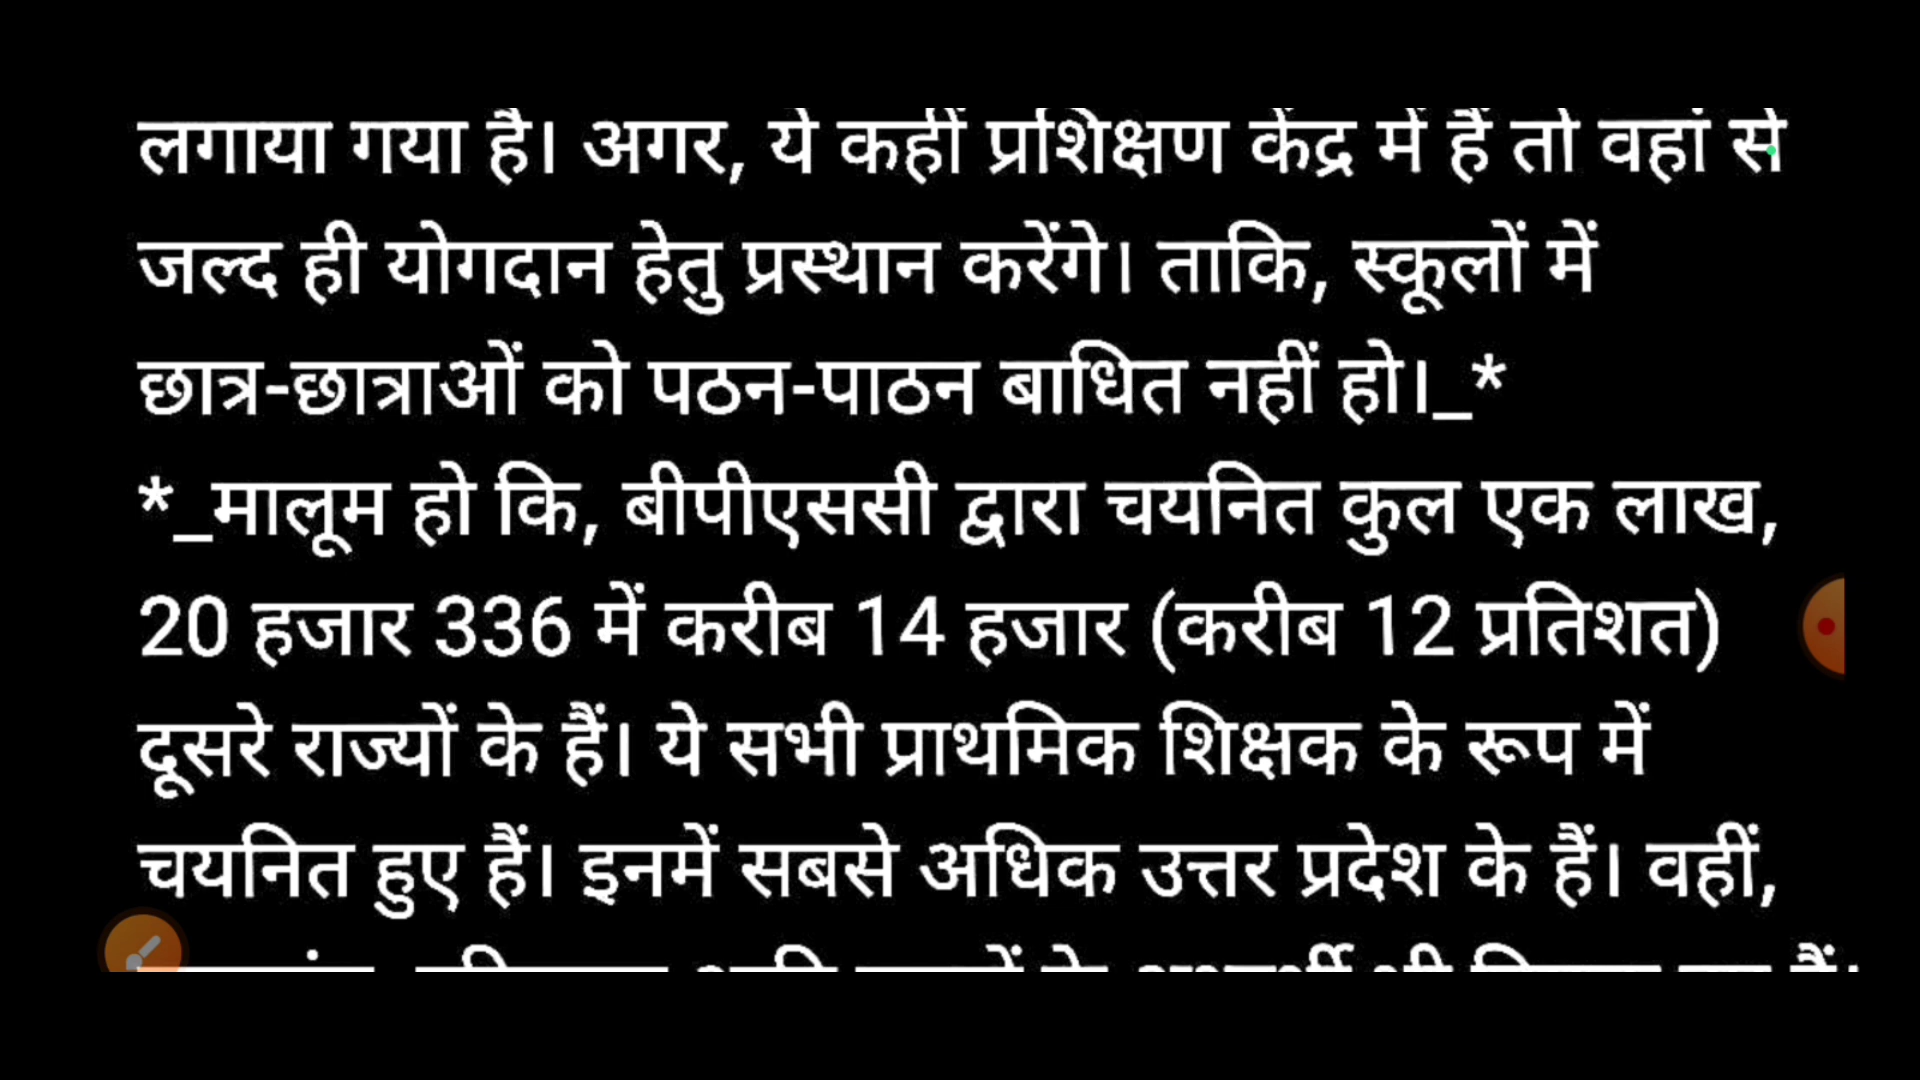 लगाया गया है। अगर, ये कहीं प्रशिक्षण केंद्र में हैं तो वहां से
जल्द ही योगदान हेतु प्रस्थान करेंगे। ताकि, स्कूलों में
छात्र-छात्राओं को पठन-पाठन बाधित नहीं हो।_*
*_मालूम हो कि, बीपीएससी द्वारा चयनित कुल एक लाख,
20 हजार 336 में करीब 14 हजार (करीब 12 प्रतिशत)
दूसरे राज्यों के हैं। ये सभी प्राथमिक शिक्षक के रूप में
चयनित हुए हैं। इनमें सबसे अधिक उत्तर प्रदेश के हैं। वहीं,